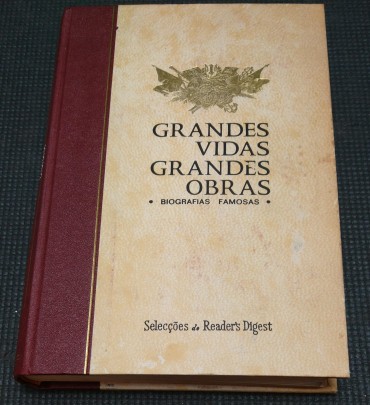 GRANDES
VIDAS
GRANDES
OBRAS
• BIOGRAFIAS FAMOSAS •
Selecções do Reader's Digest